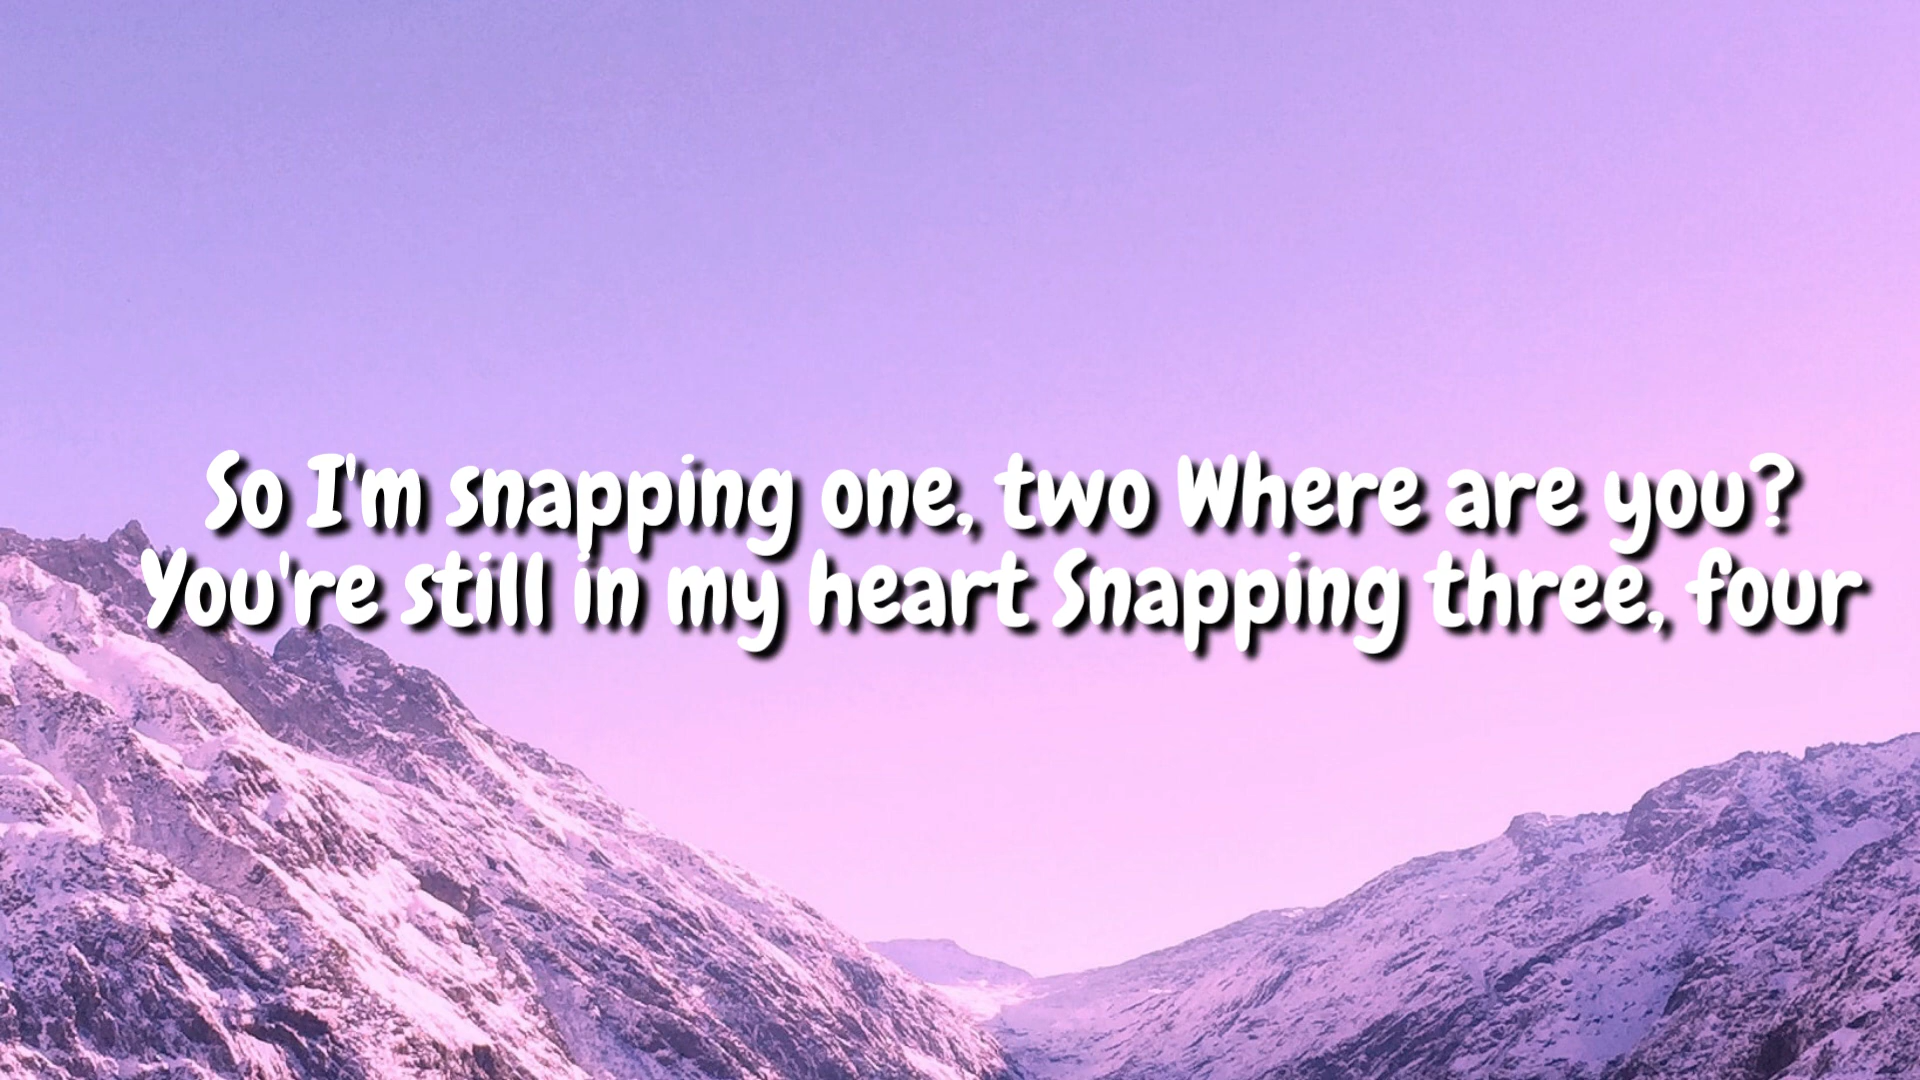 So I'm snapping one, two Where are you?
You're still in my heart Snapping three, four